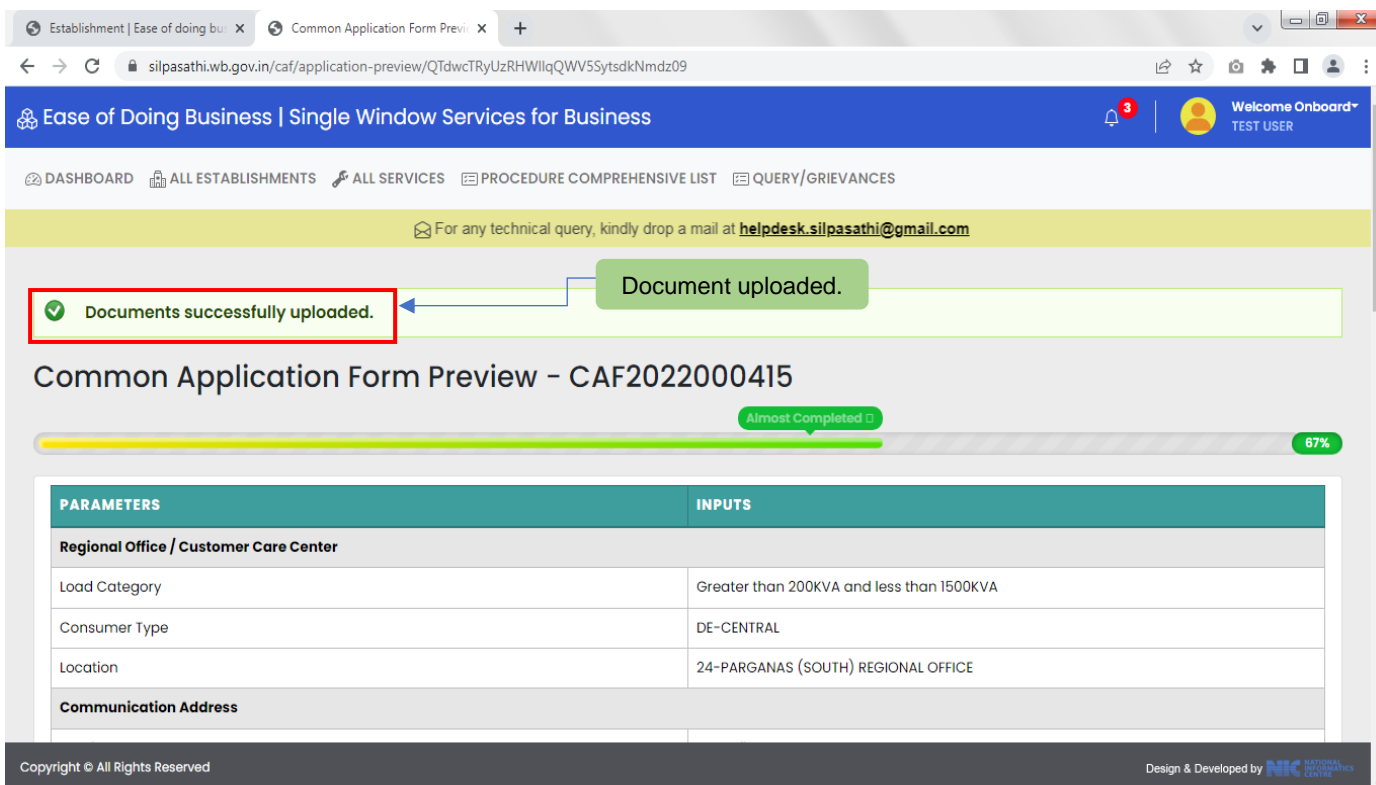 Establishment | Ease of doing bu
Common Application Form Previ
silpasathi.wb.gov.in/caf/application-preview/QTdwcTRyUzRHWllqQWV5SytsdkNmdz09
Ease of Doing Business | Single Window Services for Business
3
Welcome Onboard
TEST USER
DASHBOARD ALL ESTABLISHMENTS ALL SERVICES PROCEDURE COMPREHENSIVE LIST QUERY/GRIEVANCES
For any technical query, kindly drop a mail at helpdesk.silpasathi@gmail.com
Document uploaded.
Documents successfully uploaded.
Common Application Form Preview - CAF2022000415
Almost Completed
67%
PARAMETERS INPUTS
Regional Office / Customer Care Center
Load Category Greater than 200KVA and less than 1500KVA
Consumer Type DE-CENTRAL
Location 24-PARGANAS (SOUTH) REGIONAL OFFICE
Communication Address
Copyright © All Rights Reserved
Design & Developed by NIC NATIONAL INFORMATICS CENTRE